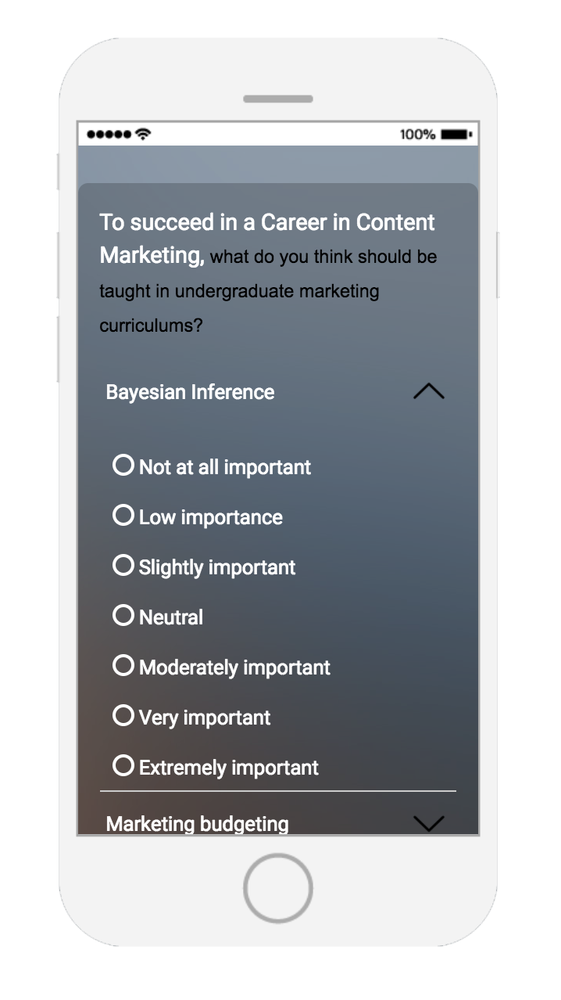 100%
To succeed in a Career in Content
Marketing, what do you think should be
taught in undergraduate marketing
curriculums?
Bayesian Inference
Not at all important
Low importance
Slightly important
Neutral
Moderately important
Very important
Extremely important
Marketing budgeting